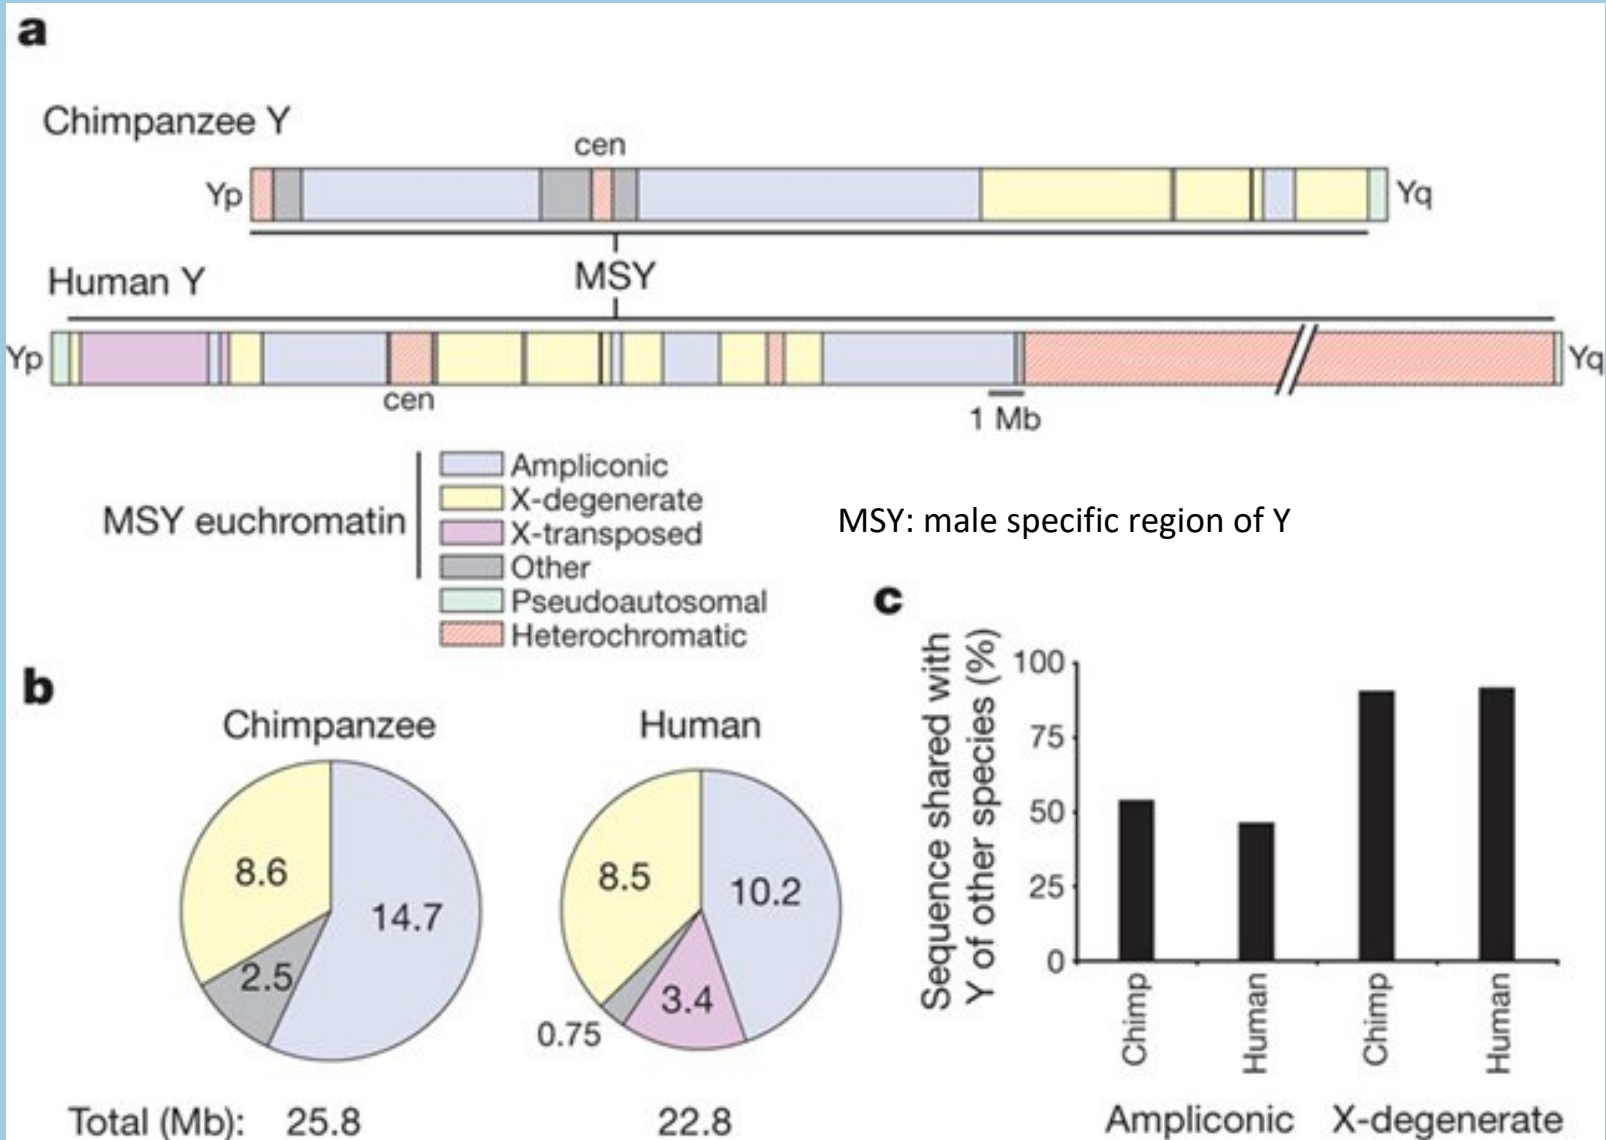 a
Chimpanzee Y
cen
Yp
Yq
Human Y
MSY
Yp
Yq
cen
1 Mb
MSY euchromatin
Ampliconic
X-degenerate
X-transposed
Other
Pseudoautosomal
Heterochromatic
MSY: male specific region of Y
b
Chimpanzee
Human
8.6
14.7
2.5
8.5
10.2
3.4
0.75
Total (Mb): 25.8 22.8
c
Sequence shared with
Y of other species (%)
100
75
50
25
0
Chimp
Human
Chimp
Human
Ampliconic
X-degenerate